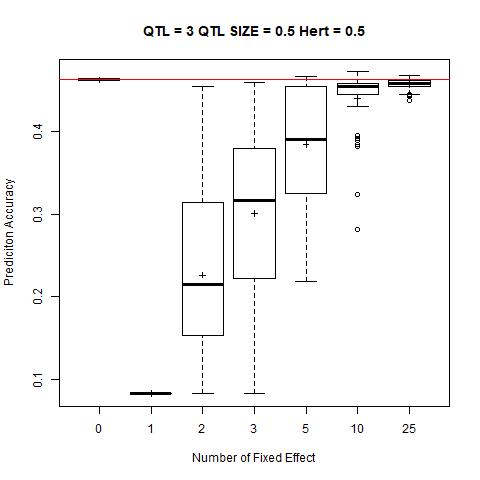 QTL = 3 QTL SIZE = 0.5 Hert = 0.5
Prediciton Accuracy
0.4
0.3
0.2
0.1
0 1 2 3 5 10 25
Number of Fixed Effect